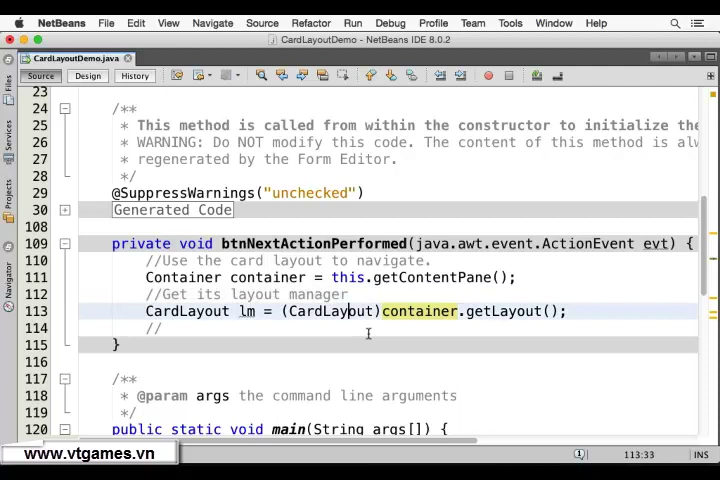 NetBeans File Edit View Navigate Source Refactor Run Debug Profile Team Tools Window Help
CardLayoutDemo - NetBeans IDE 8.0.2
CardLayoutDemo.java
Source Design History
Files
Services
Projects
Navigator
23
24 /**
25 * This method is called from within the constructor to initialize the
26 * WARNING: Do NOT modify this code. The content of this method is alw
27 * regenerated by the Form Editor.
28 */
29 @SuppressWarnings("unchecked")
30 Generated Code
108
109 private void btnNextActionPerformed(java.awt.event.ActionEvent evt) {
110 //Use the card layout to navigate.
111 Container container = this.getContentPane();
112 //Get its layout manager
113 CardLayout lm = (CardLayout)container.getLayout();
114 //
115 }
116
117 /**
118 * @param args the command line arguments
119 */
120 public static void main(String args[]) {
www.vtgames.vn
1
113:33
INS